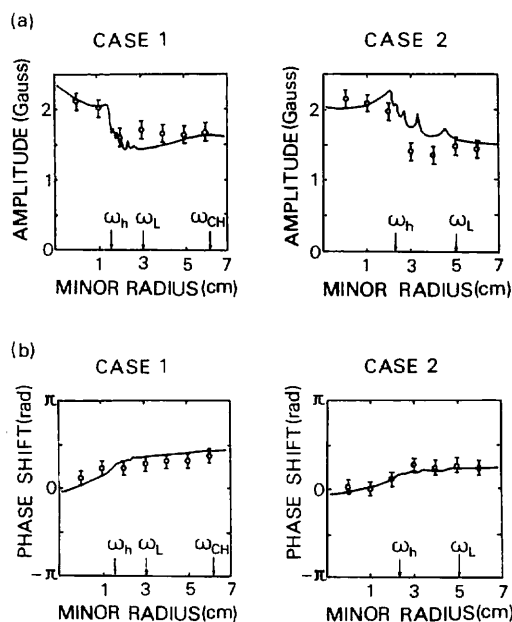 (a)
CASE 1
CASE 2
AMPLITUDE (Gauss)
2
1
0
ωh
ωL
ωCH
1 3 5 7
MINOR RADIUS (cm)
AMPLITUDE (Gauss)
2
1
0
ωh
ωL
1 3 5 7
MINOR RADIUS (cm)
(b)
CASE 1
CASE 2
PHASE SHIFT (rad)
π
0
-π
ωh
ωL
ωCH
1 3 5 7
MINOR RADIUS (cm)
PHASE SHIFT (rad)
π
0
-π
ωh
ωL
1 3 5 7
MINOR RADIUS (cm)